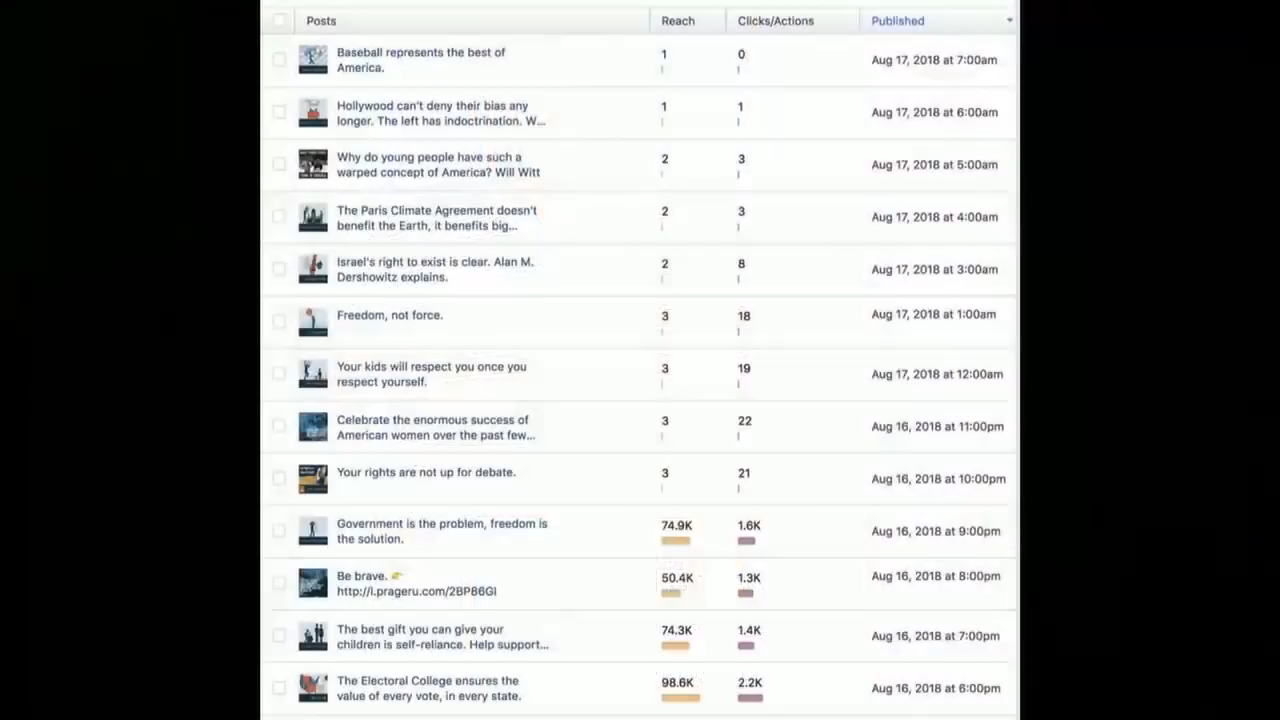 Posts Reach Clicks/Actions Published
Baseball represents the best of
America.
1 0 Aug 17, 2018 at 7:00am
Hollywood can't deny their bias any
longer. The left has indoctrination. W...
1 1 Aug 17, 2018 at 6:00am
Why do young people have such a
warped concept of America? Will Witt
2 3 Aug 17, 2018 at 5:00am
The Paris Climate Agreement doesn't
benefit the Earth, it benefits big...
2 3 Aug 17, 2018 at 4:00am
Israel's right to exist is clear. Alan M.
Dershowitz explains.
2 8 Aug 17, 2018 at 3:00am
Freedom, not force.
3 18 Aug 17, 2018 at 1:00am
Your kids will respect you once you
respect yourself.
3 19 Aug 17, 2018 at 12:00am
Celebrate the enormous success of
American women over the past few...
3 22 Aug 16, 2018 at 11:00pm
Your rights are not up for debate.
3 21 Aug 16, 2018 at 10:00pm
Government is the problem, freedom is
the solution.
74.9K 1.6K Aug 16, 2018 at 9:00pm
Be brave.
http://l.prageru.com/2BP86GI
50.4K 1.3K Aug 16, 2018 at 8:00pm
The best gift you can give your
children is self-reliance. Help support...
74.3K 1.4K Aug 16, 2018 at 7:00pm
The Electoral College ensures the
value of every vote, in every state.
98.6K 2.2K Aug 16, 2018 at 6:00pm